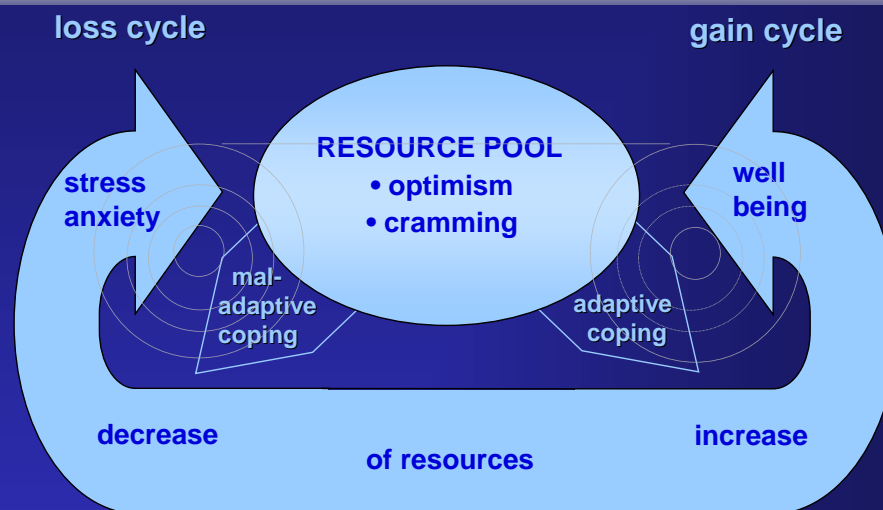 loss cycle
gain cycle
RESOURCE POOL
• optimism
• cramming
stress
anxiety
well
being
mal-
adaptive
coping
adaptive
coping
decrease
of resources
increase